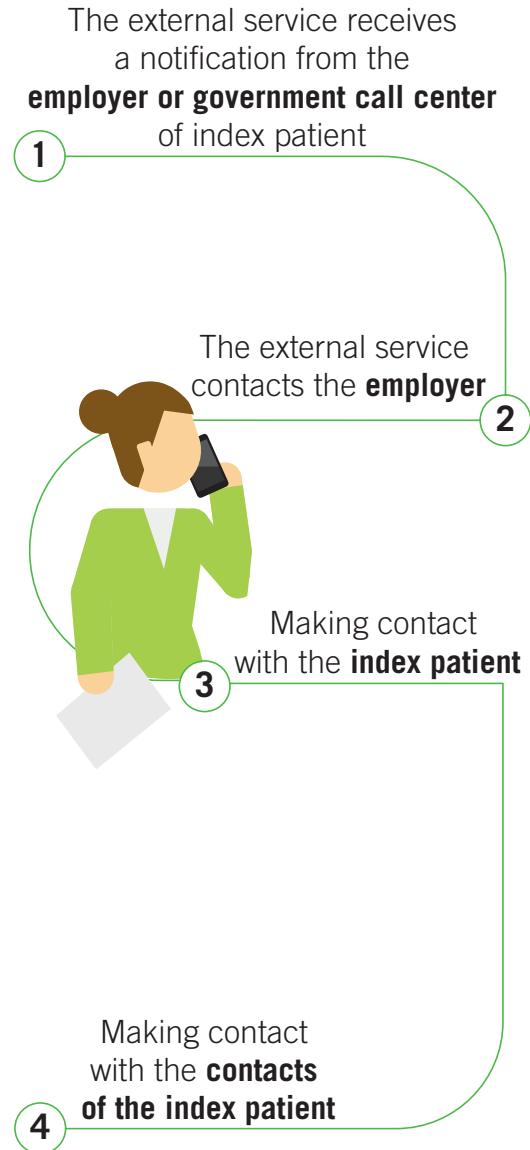 The external service receives
a notification from the
employer or government call center
of index patient
1
The external service
contacts the employer
2
Making contact
with the index patient
3
Making contact
with the contacts
of the index patient
4